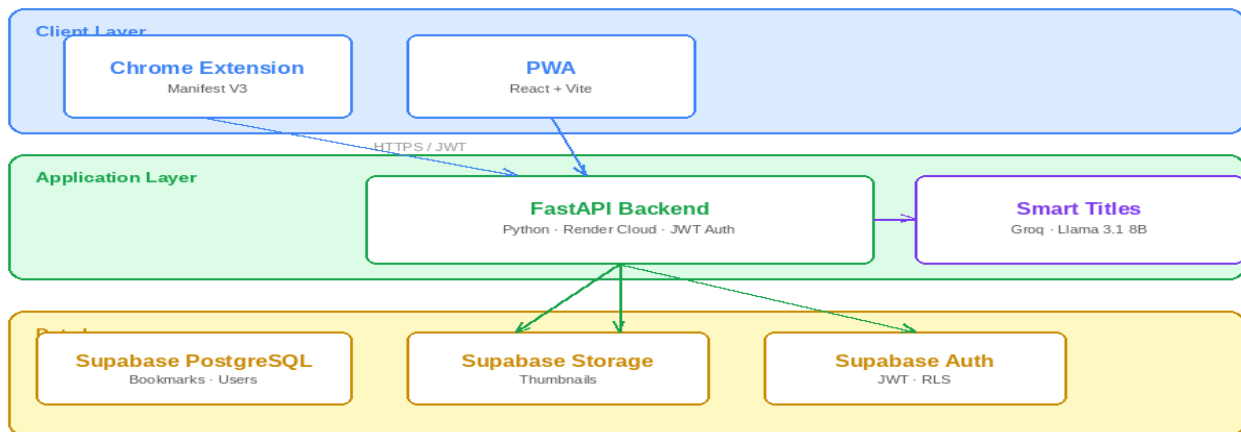 Client Layer
Chrome Extension
Manifest V3
PWA
React + Vite
HTTPS / JWT
Application Layer
FastAPI Backend
Python · Render Cloud · JWT Auth
Smart Titles
Groq · Llama 3.1 8B
Supabase PostgreSQL
Bookmarks · Users
Supabase Storage
Thumbnails
Supabase Auth
JWT · RLS